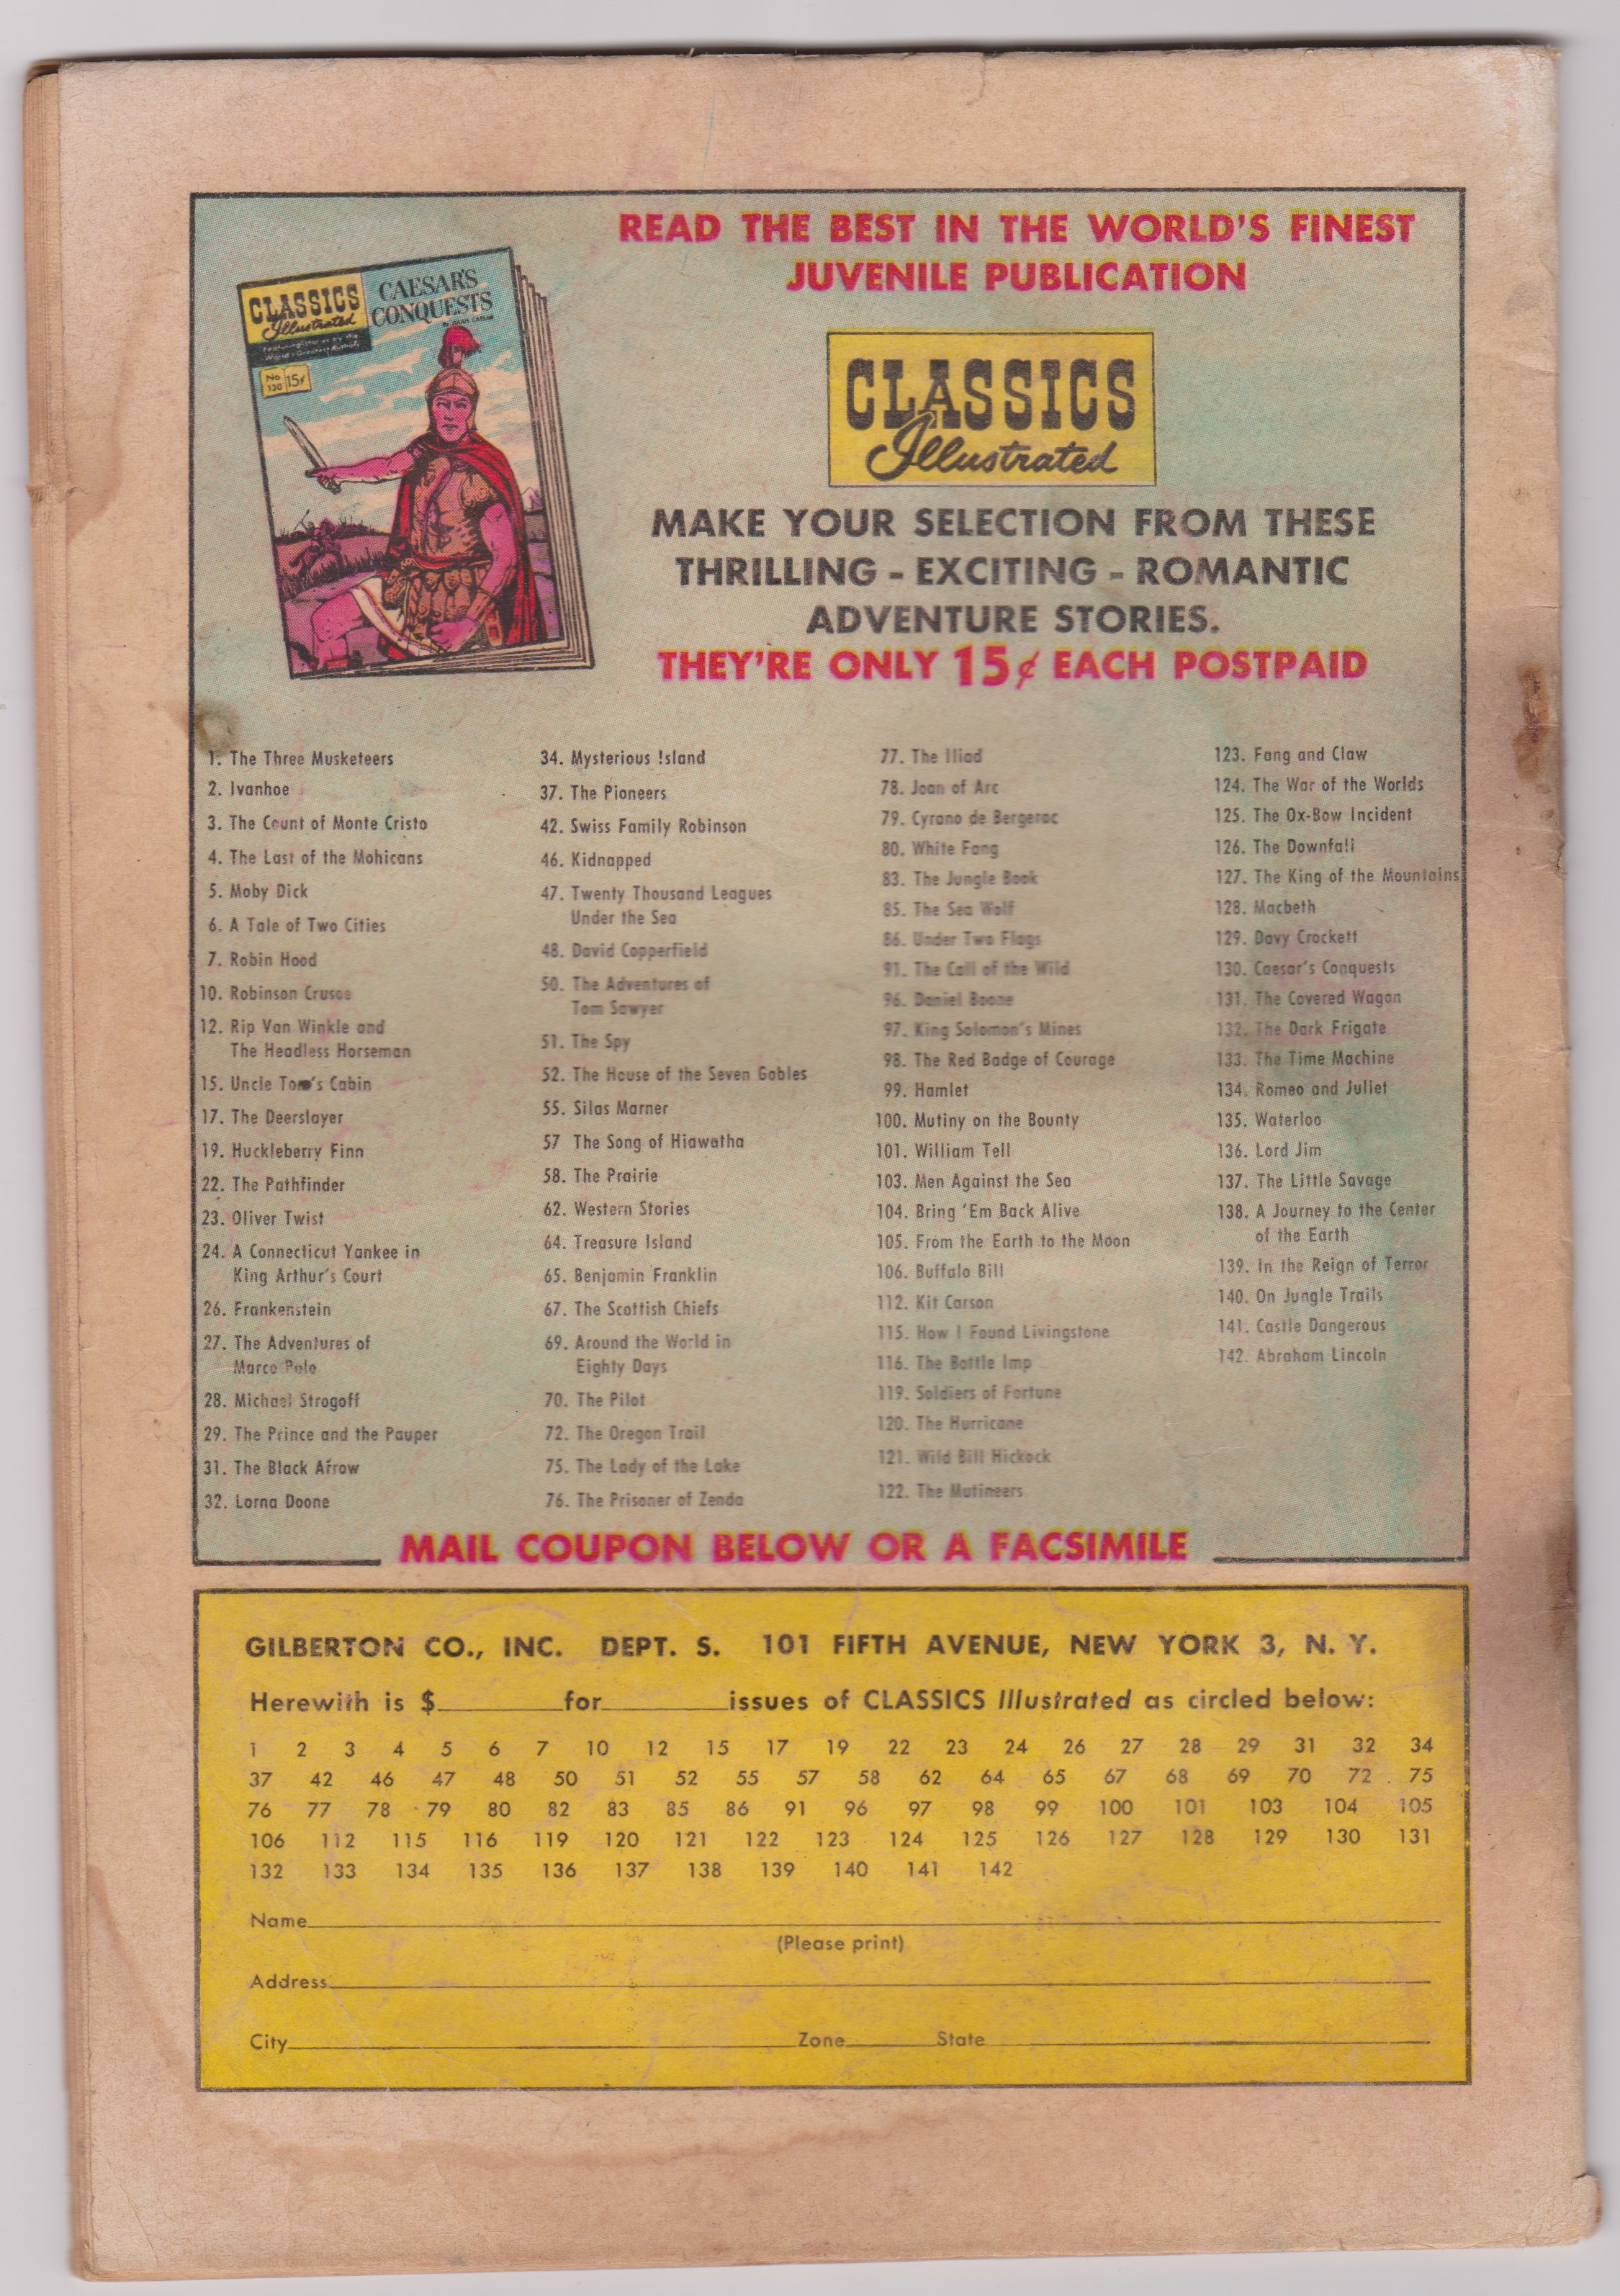 READ THE BEST IN THE WORLD'S FINEST
JUVENILE PUBLICATION
CLASSICS
Illustrated
CAESAR'S
CONQUESTS
No
130
15¢
CLASSICS
Illustrated
MAKE YOUR SELECTION FROM THESE
THRILLING - EXCITING - ROMANTIC
ADVENTURE STORIES.
THEY'RE ONLY 15¢ EACH POSTPAID
1. The Three Musketeers
2. Ivanhoe
3. The Count of Monte Cristo
4. The Last of the Mohicans
5. Moby Dick
6. A Tale of Two Cities
7. Robin Hood
10. Robinson Crusoe
12. Rip Van Winkle and
The Headless Horseman
15. Uncle Tom's Cabin
17. The Deerslayer
19. Huckleberry Finn
22. The Pathfinder
23. Oliver Twist
24. A Connecticut Yankee in
King Arthur's Court
26. Frankenstein
27. The Adventures of
Marco Polo
28. Michael Strogoff
29. The Prince and the Pauper
31. The Black Arrow
32. Lorna Doone
34. Mysterious Island
37. The Pioneers
42. Swiss Family Robinson
46. Kidnapped
47. Twenty Thousand Leagues
Under the Sea
48. David Copperfield
50. The Adventures of
Tom Sawyer
51. The Spy
52. The House of the Seven Gables
55. Silas Marner
57 The Song of Hiawatha
58. The Prairie
62. Western Stories
64. Treasure Island
65. Benjamin Franklin
67. The Scottish Chiefs
69. Around the World in
Eighty Days
70. The Pilot
72. The Oregon Trail
75. The Lady of the Lake
76. The Prisoner of Zenda
77. The Iliad
78. Joan of Arc
79. Cyrano de Bergerac
80. White Fang
83. The Jungle Book
85. The Sea Wolf
86. Under Two Flags
91. The Call of the Wild
96. Daniel Boone
97. King Solomon's Mines
98. The Red Badge of Courage
99. Hamlet
100. Mutiny on the Bounty
101. William Tell
103. Men Against the Sea
104. Bring 'Em Back Alive
105. From the Earth to the Moon
106. Buffalo Bill
112. Kit Carson
115. How I Found Livingstone
116. The Bottle Imp
119. Soldiers of Fortune
120. The Hurricane
121. Wild Bill Hickock
122. The Mutineers
123. Fang and Claw
124. The War of the Worlds
125. The Ox-Bow Incident
126. The Downfall
127. The King of the Mountains
128. Macbeth
129. Davy Crockett
130. Caesar's Conquests
131. The Covered Wagon
132. The Dark Frigate
133. The Time Machine
134. Romeo and Juliet
135. Waterloo
136. Lord Jim
137. The Little Savage
138. A Journey to the Center
of the Earth
139. In the Reign of Terror
140. On Jungle Trails
141. Castle Dangerous
142. Abraham Lincoln
MAIL COUPON BELOW OR A FACSIMILE
GILBERTON CO., INC. DEPT. S. 101 FIFTH AVENUE, NEW YORK 3, N. Y.
Herewith is $ for issues of CLASSICS Illustrated as circled below:
1 2 3 4 5 6 7 10 12 15 17 19 22 23 24 26 27 28 29 31 32 34
37 42 46 47 48 50 51 52 55 57 58 62 64 65 67 68 69 70 72 75
76 77 78 79 80 82 83 85 86 91 96 97 98 99 100 101 103 104 105
106 112 115 116 119 120 121 122 123 124 125 126 127 128 129 130 131
132 133 134 135 136 137 138 139 140 141 142
Name
(Please print)
Address
City Zone State